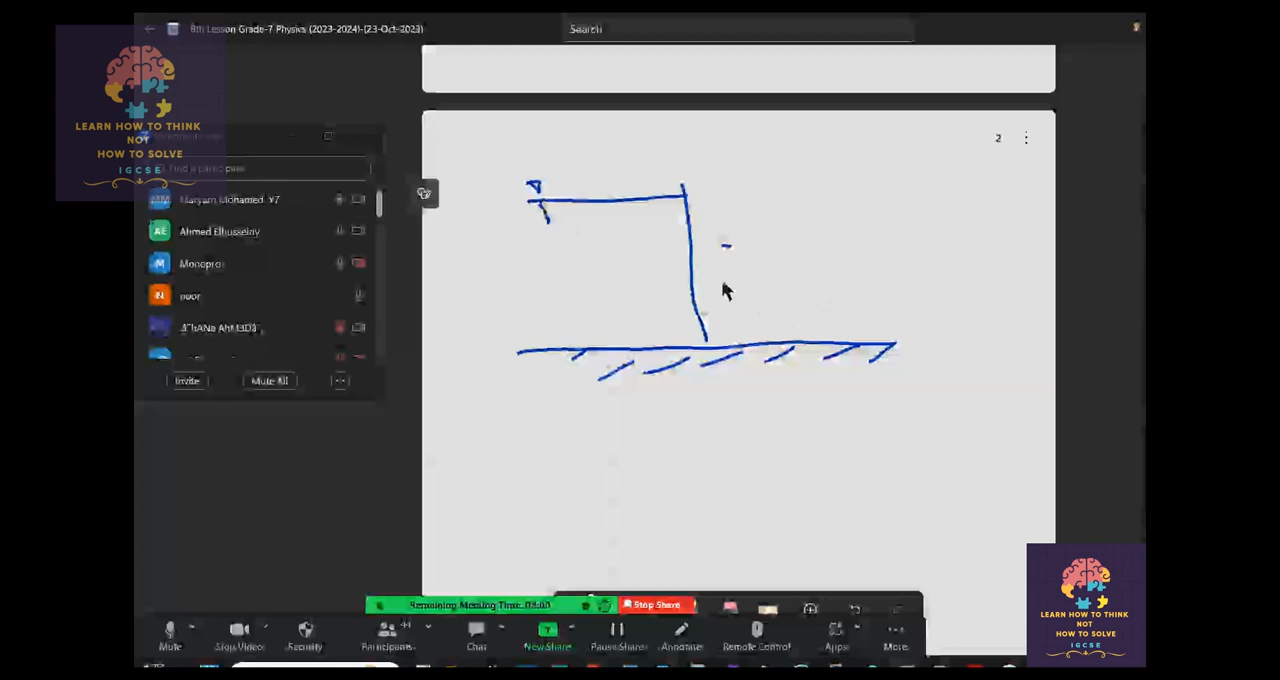 8th Lesson Grade-7 Physics (2023-2024)-(23-Oct-2023)
Search
LEARN HOW TO THINK
NOT
HOW TO SOLVE
IGCSE
Find a participant
MM Maryam Mohamed Y7
AE Ahmed Elhusseiny
M Monopro
N noor
2
Invite
Mute All
Remaining Meeting Time:
Stop Share
Mute
Stop Video
Security
Participants
Chat
New Share
Pause Share
Annotate
Remote Control
Apps
More
LEARN HOW TO THINK
NOT
HOW TO SOLVE
IGCSE